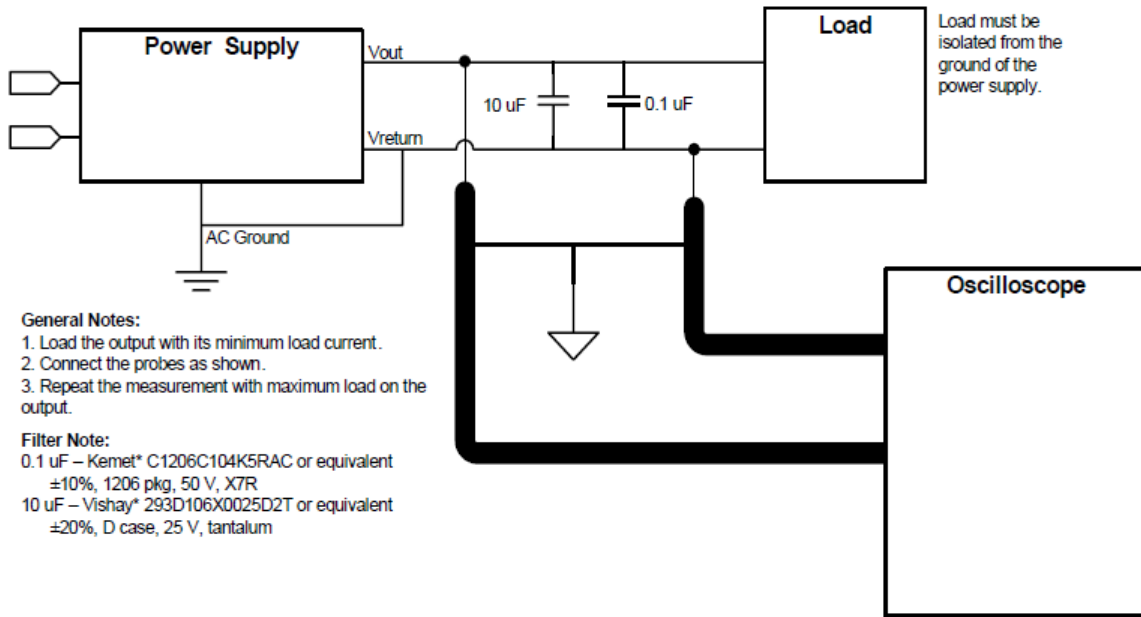 Power Supply
Vout
Load
Load must be
isolated from the
ground of the
power supply.
10 uF
0.1 uF
Vreturn
AC Ground
Oscilloscope
General Notes:
1. Load the output with its minimum load current.
2. Connect the probes as shown.
3. Repeat the measurement with maximum load on the
output.
Filter Note:
0.1 uF – Kemet* C1206C104K5RAC or equivalent
±10%, 1206 pkg, 50 V, X7R
10 uF – Vishay* 293D106X0025D2T or equivalent
±20%, D case, 25 V, tantalum